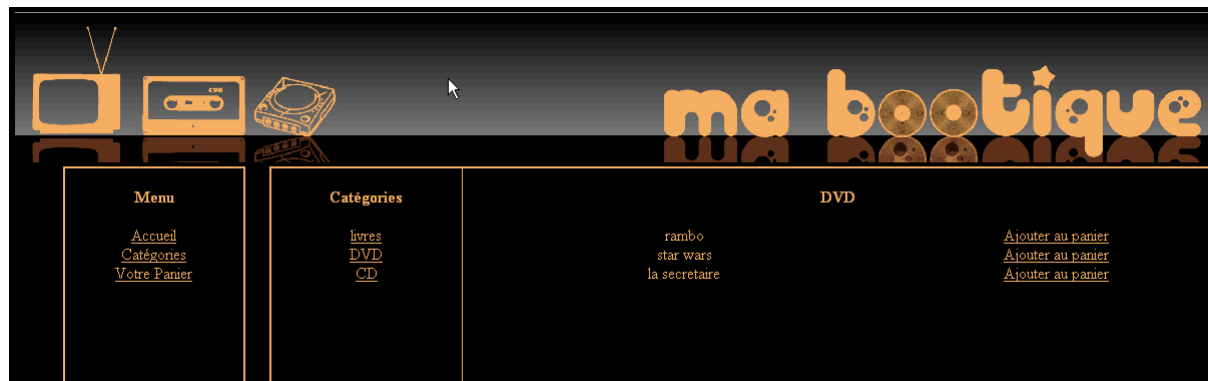 ma bootique
Menu
Accueil
Catégories
Votre Panier
Catégories
livres
DVD
CD
DVD
rambo Ajouter au panier
star wars Ajouter au panier
la secretaire Ajouter au panier